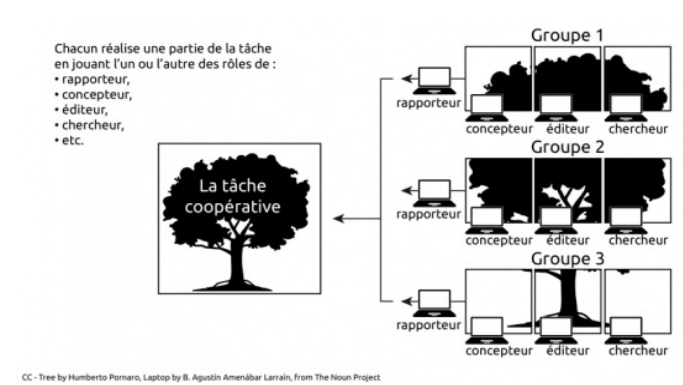 Chacun réalise une partie de la tâche
en jouant l'un ou l'autre des rôles de :
• rapporteur,
• concepteur,
• éditeur,
• chercheur,
• etc.
La tâche
coopérative
Groupe 1
rapporteur
concepteur éditeur chercheur
Groupe 2
rapporteur
concepteur éditeur chercheur
Groupe 3
rapporteur
concepteur éditeur chercheur
CC - Tree by Humberto Pornaro, Laptop by B. Agustín Amenábar Larraín, from The Noun Project